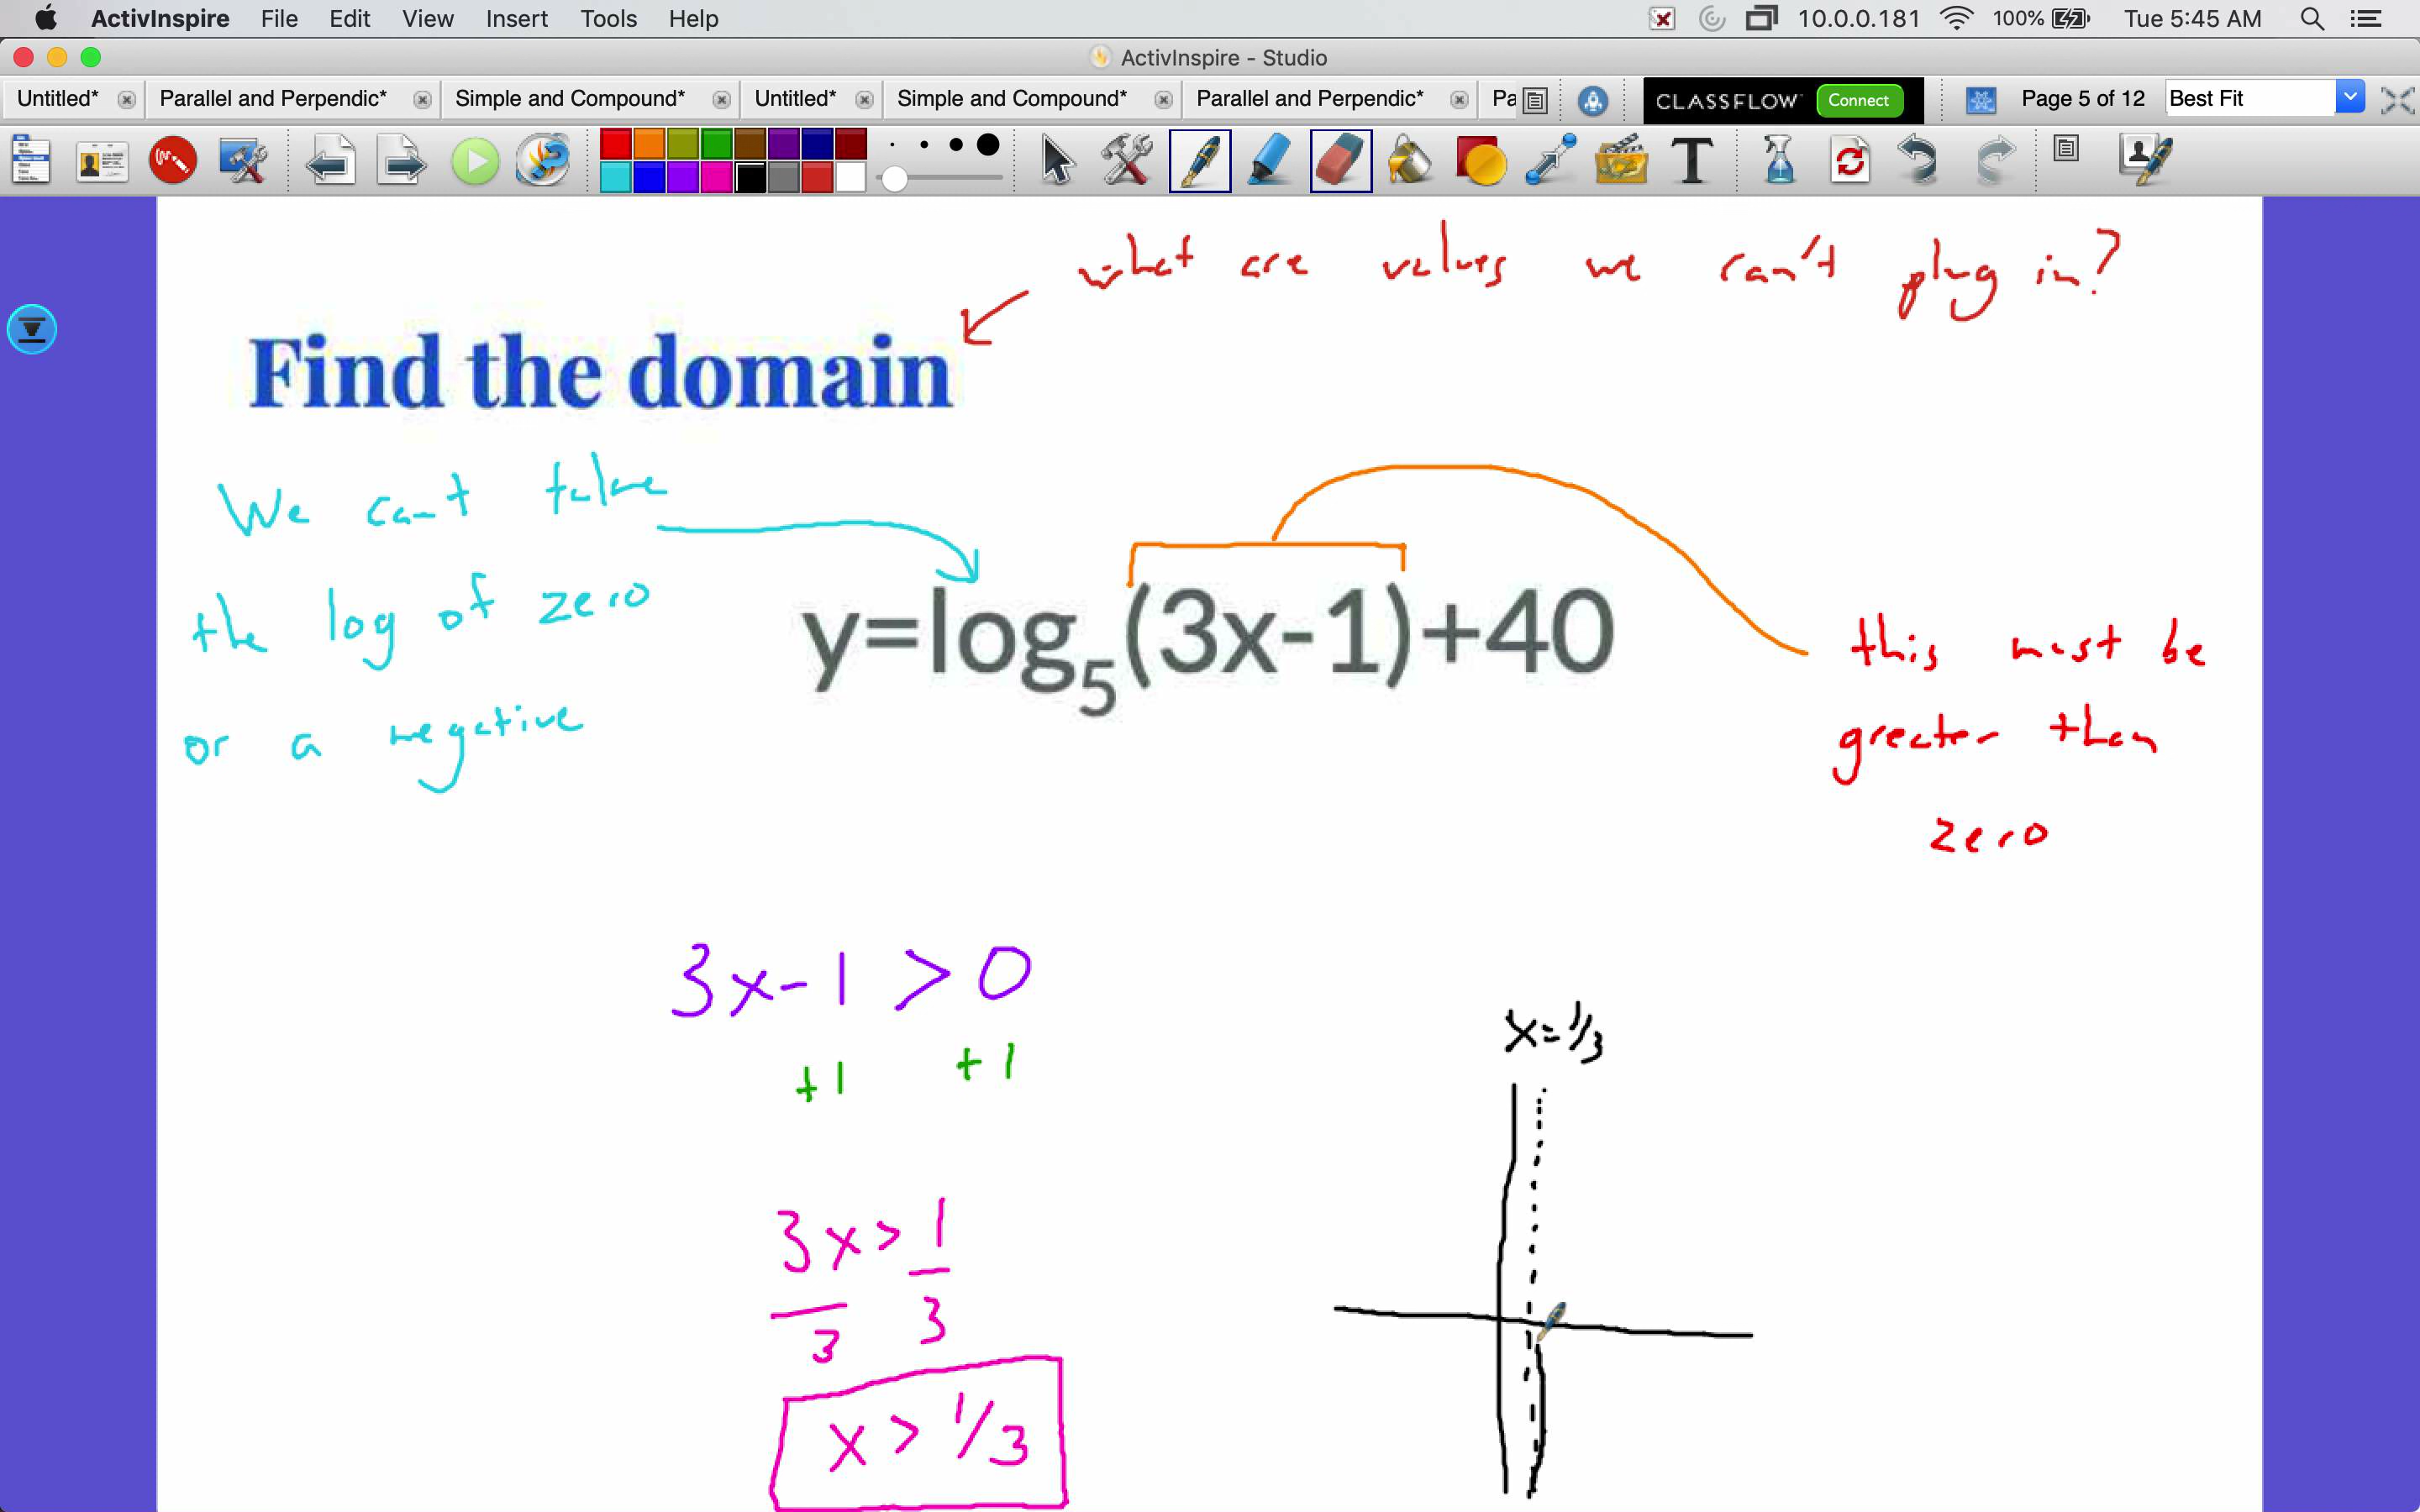 ActivInspire File Edit View Insert Tools Help 10.0.0.181 100% Tue 5:45 AM
ActivInspire - Studio
Untitled* Parallel and Perpendic* Simple and Compound* Untitled* Simple and Compound* Parallel and Perpendic* Pa CLASSFLOW Connect Page 5 of 12 Best Fit
T
what are values we can't plug in?
Find the domain
We can't take
the log of zero
or a negative
y=log₅(3x-1)+40
this must be
greater than
zero
3x-1 > 0
+1 +1
x=1/3
3x > 1
3 3
x > 1/3